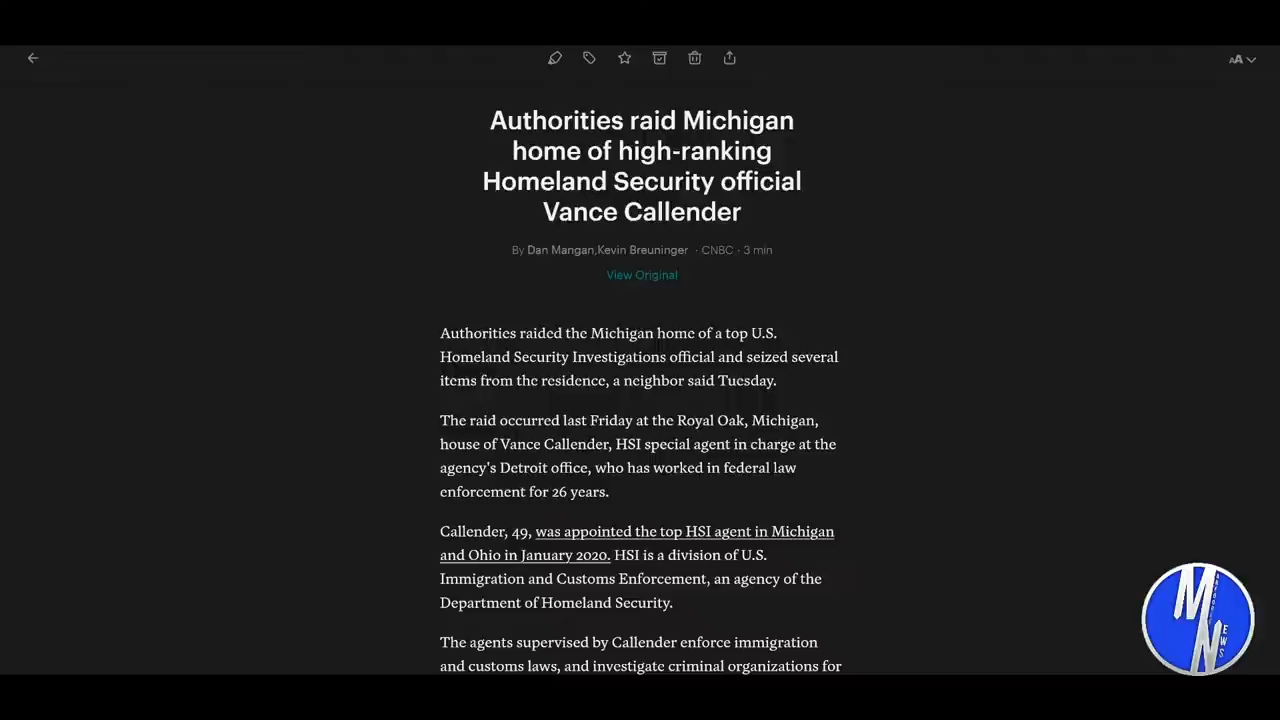 AA
Authorities raid Michigan
home of high-ranking
Homeland Security official
Vance Callender
By Dan Mangan,Kevin Breuninger · CNBC · 3 min
View Original
Authorities raided the Michigan home of a top U.S.
Homeland Security Investigations official and seized several
items from the residence, a neighbor said Tuesday.
The raid occurred last Friday at the Royal Oak, Michigan,
house of Vance Callender, HSI special agent in charge at the
agency's Detroit office, who has worked in federal law
enforcement for 26 years.
Callender, 49, was appointed the top HSI agent in Michigan
and Ohio in January 2020. HSI is a division of U.S.
Immigration and Customs Enforcement, an agency of the
Department of Homeland Security.
The agents supervised by Callender enforce immigration
and customs laws, and investigate criminal organizations for
M
NEWS